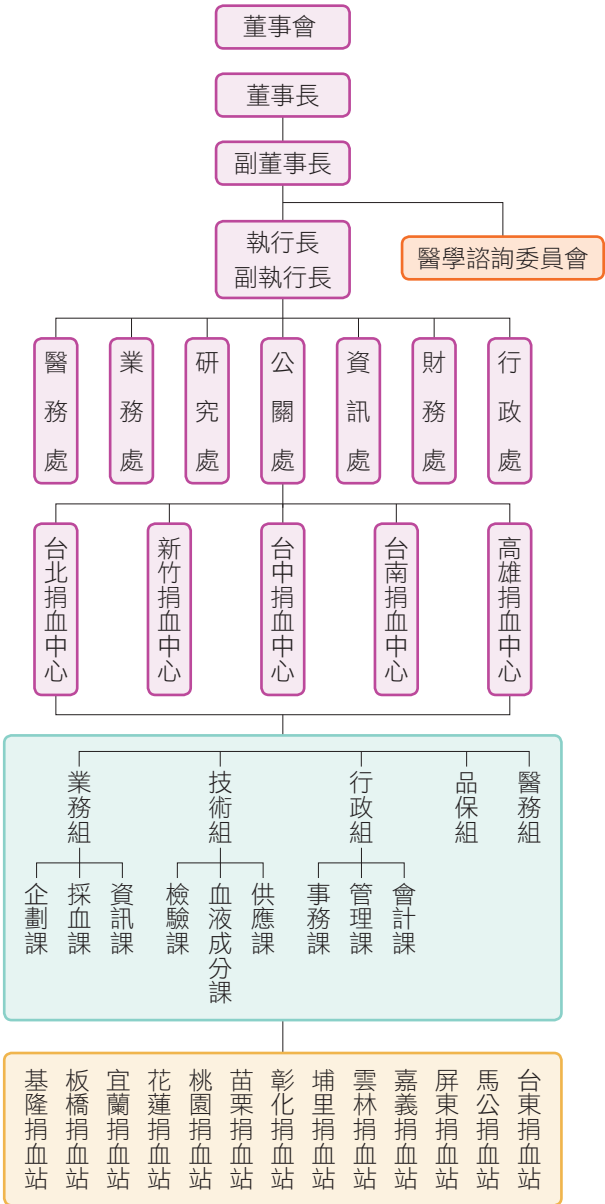 董事會
董事長
副董事長
執行長
副執行長
醫學諮詢委員會
醫務處
業務處
研究處
公關處
資訊處
財務處
行政處
台北捐血中心
新竹捐血中心
台中捐血中心
台南捐血中心
高雄捐血中心
業務組
技術組
行政組
品保組
醫務組
企劃課
採血課
資訊課
檢驗課
血液成分課
供應課
事務課
管理課
會計課
基隆捐血站
板橋捐血站
宜蘭捐血站
花蓮捐血站
桃園捐血站
苗栗捐血站
彰化捐血站
埔里捐血站
雲林捐血站
嘉義捐血站
屏東捐血站
馬公捐血站
台東捐血站